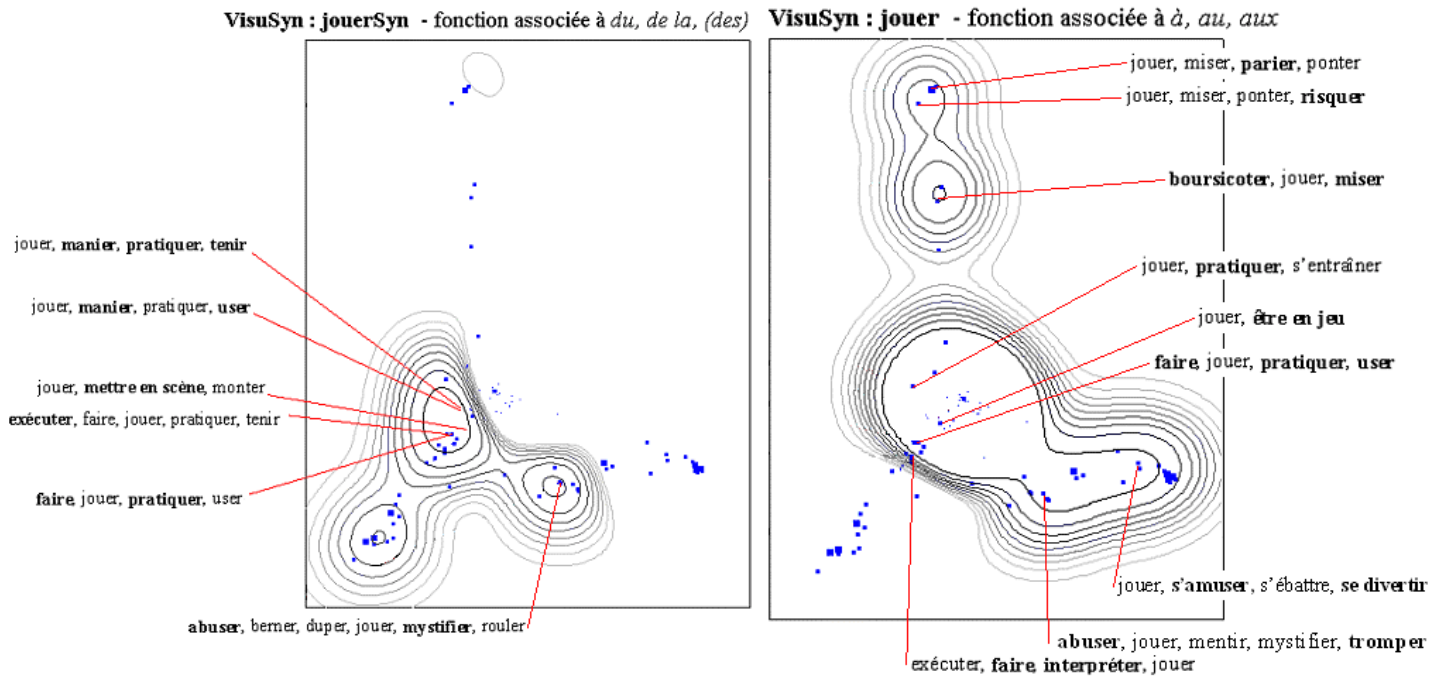 VisuSyn : jouerSyn - fonction associée à du, de la, (des)
jouer, manier, pratiquer, tenir
jouer, manier, pratiquer, user
jouer, mettre en scène, monter
exécuter, faire, jouer, pratiquer, tenir
faire, jouer, pratiquer, user
abuser, berner, duper, jouer, mystifier, rouler
VisuSyn : jouer - fonction associée à à, au, aux
jouer, miser, parier, ponter
jouer, miser, ponter, risquer
boursicoter, jouer, miser
jouer, pratiquer, s'entraîner
jouer, être en jeu
faire, jouer, pratiquer, user
jouer, s'amuser, s'ébattre, se divertir
abuser, jouer, mentir, mystifier, tromper
exécuter, faire, interpréter, jouer